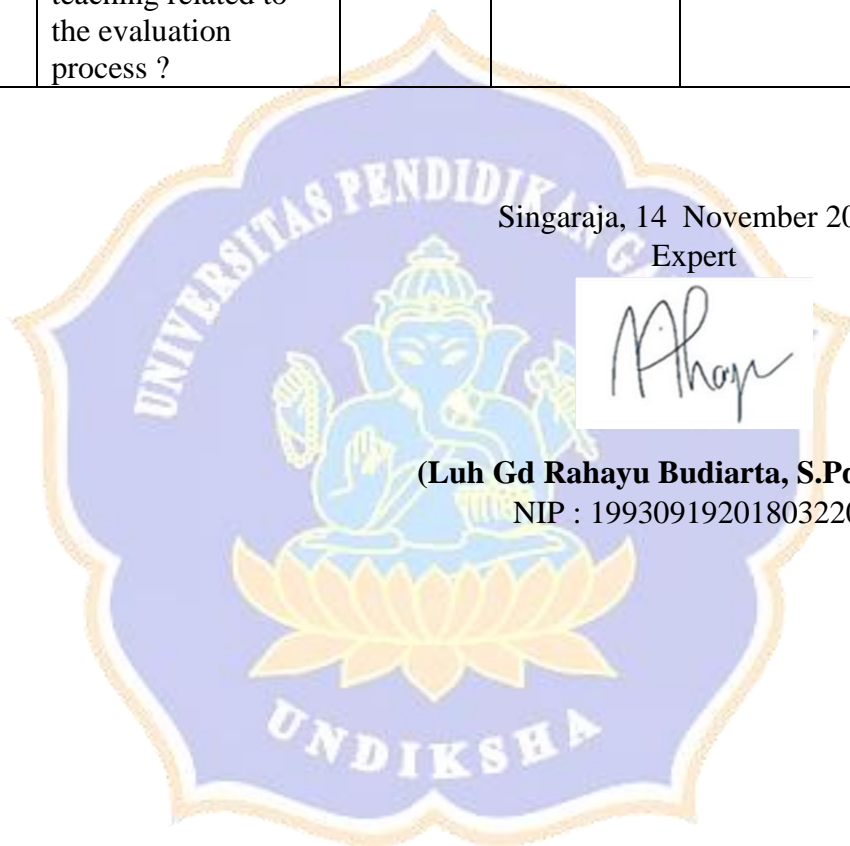 teaching related to
the evaluation
process ?
UNIVERSITAS PENDIDIKAN G
Singaraja, 14 November 20
Expert
(Luh Gd Rahayu Budiarta, S.Pd
NIP : 19930919201803220
UNDIKSHA